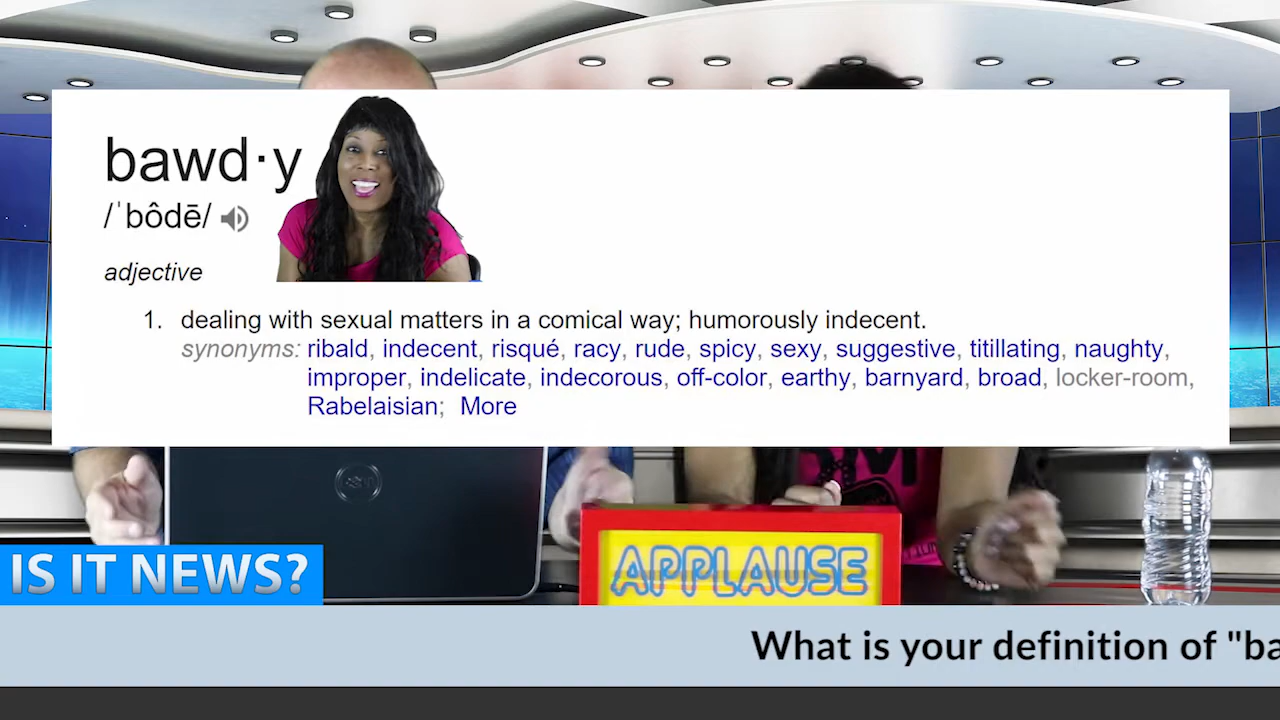 bawd·y
/ˈbôdē/
adjective
1. dealing with sexual matters in a comical way; humorously indecent.
synonyms: ribald, indecent, risqué, racy, rude, spicy, sexy, suggestive, titillating, naughty,
improper, indelicate, indecorous, off-color, earthy, barnyard, broad, locker-room,
Rabelaisian; More
DELL
APPLAUSE
IS IT NEWS?
What is your definition of "ba